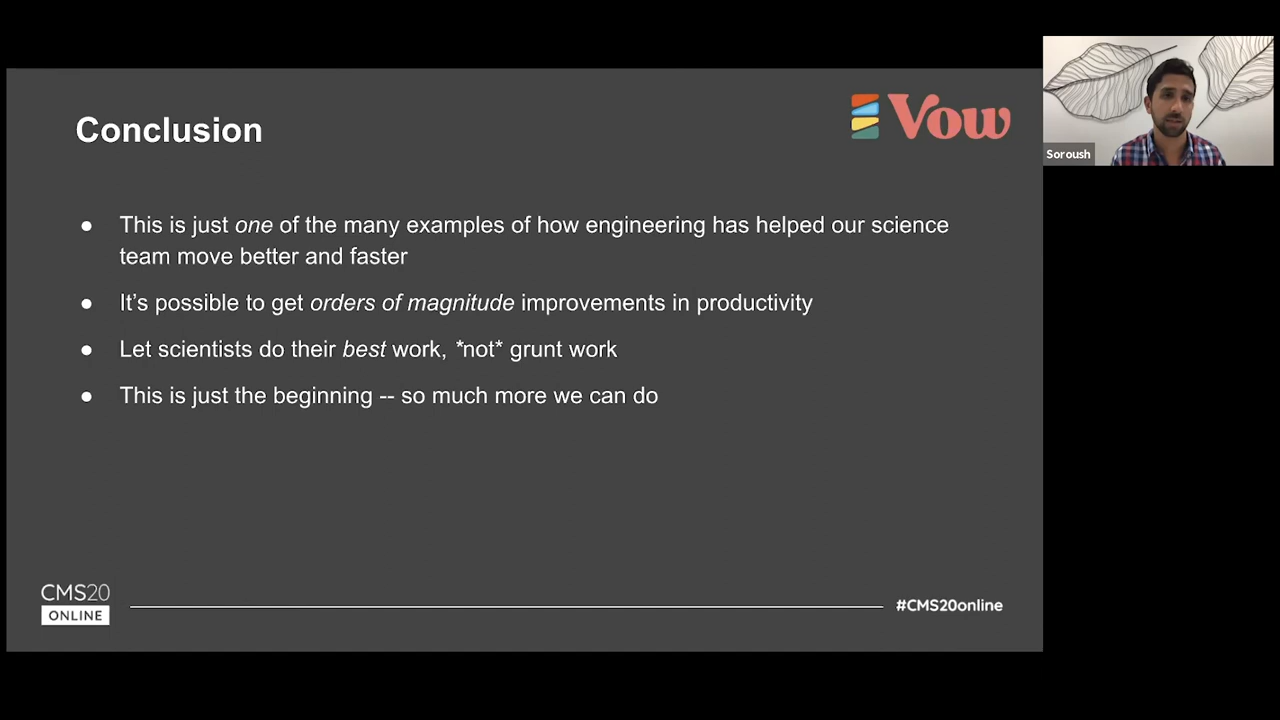 Conclusion
Vow
Soroush
● This is just one of the many examples of how engineering has helped our science
team move better and faster
● It's possible to get orders of magnitude improvements in productivity
● Let scientists do their best work, *not* grunt work
● This is just the beginning -- so much more we can do
CMS20
ONLINE
#CMS20online